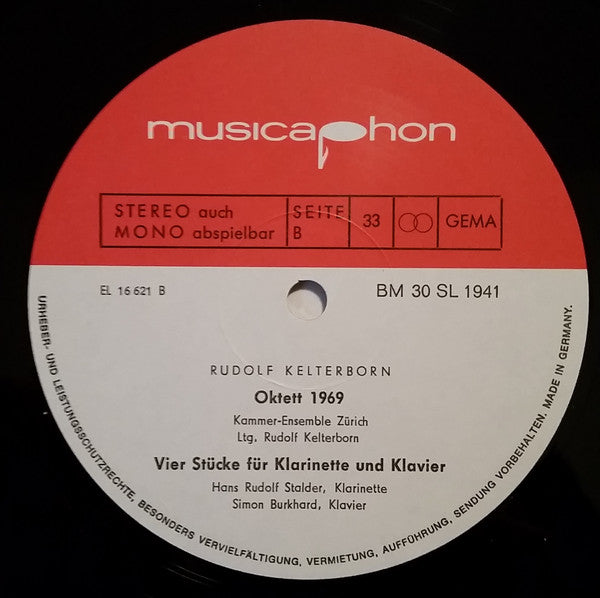 musicaphon
STEREO auch
MONO abspielbar
SEITE
B
33
GEMA
EL 16 621 B
BM 30 SL 1941
RUDOLF KELTERBORN
Oktett 1969
Kammer-Ensemble Zürich
Ltg. Rudolf Kelterborn
Vier Stücke für Klarinette und Klavier
Hans Rudolf Stalder, Klarinette
Simon Burkhard, Klavier
URHEBER- UND LEISTUNGSSCHUTZRECHTE, BESONDERS VERVIELFÄLTIGUNG, VERMIETUNG, AUFFÜHRUNG, SENDUNG VORBEHALTEN. MADE IN GERMANY.